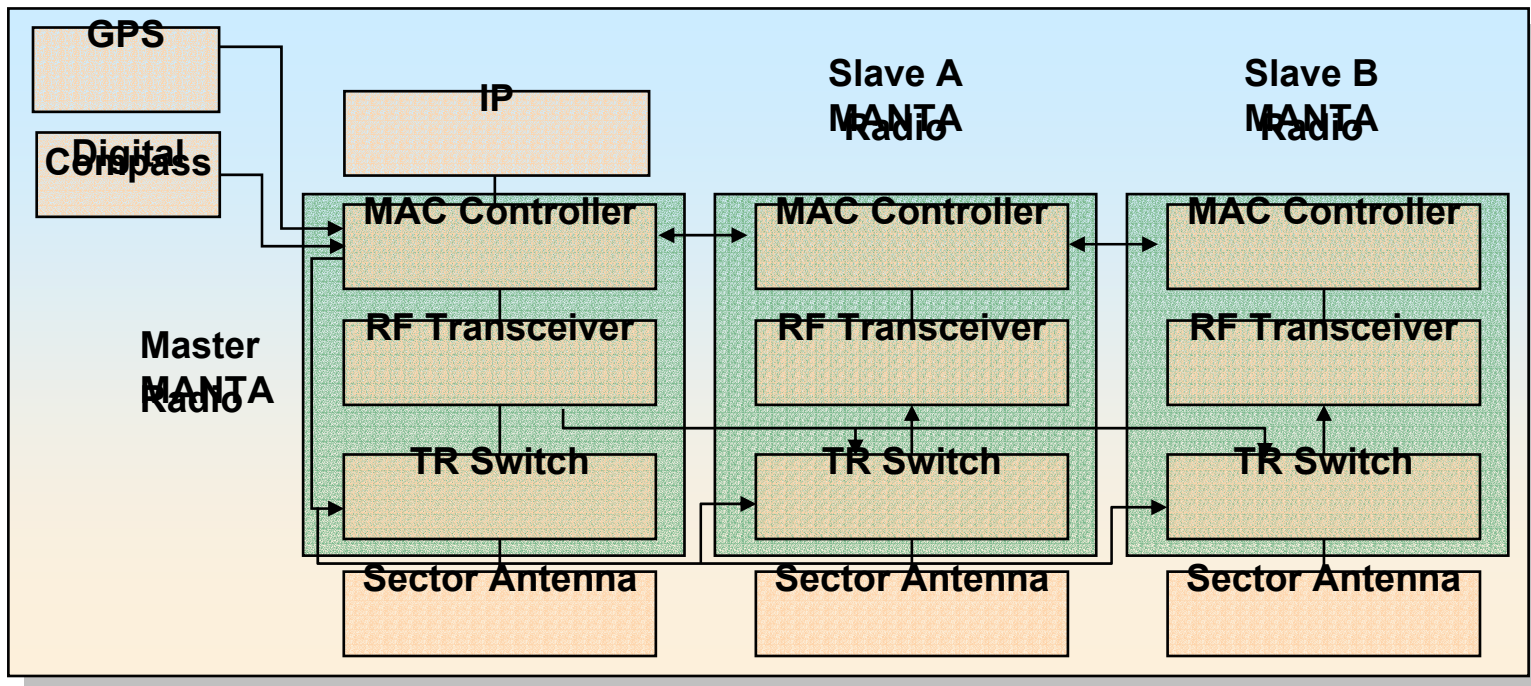 GPS
Digital
Compass
IP
Slave A
MANTA
Radio
Slave B
MANTA
Radio
MAC Controller
MAC Controller
MAC Controller
Master
MANTA
Radio
RF Transceiver
RF Transceiver
RF Transceiver
TR Switch
TR Switch
TR Switch
Sector Antenna
Sector Antenna
Sector Antenna